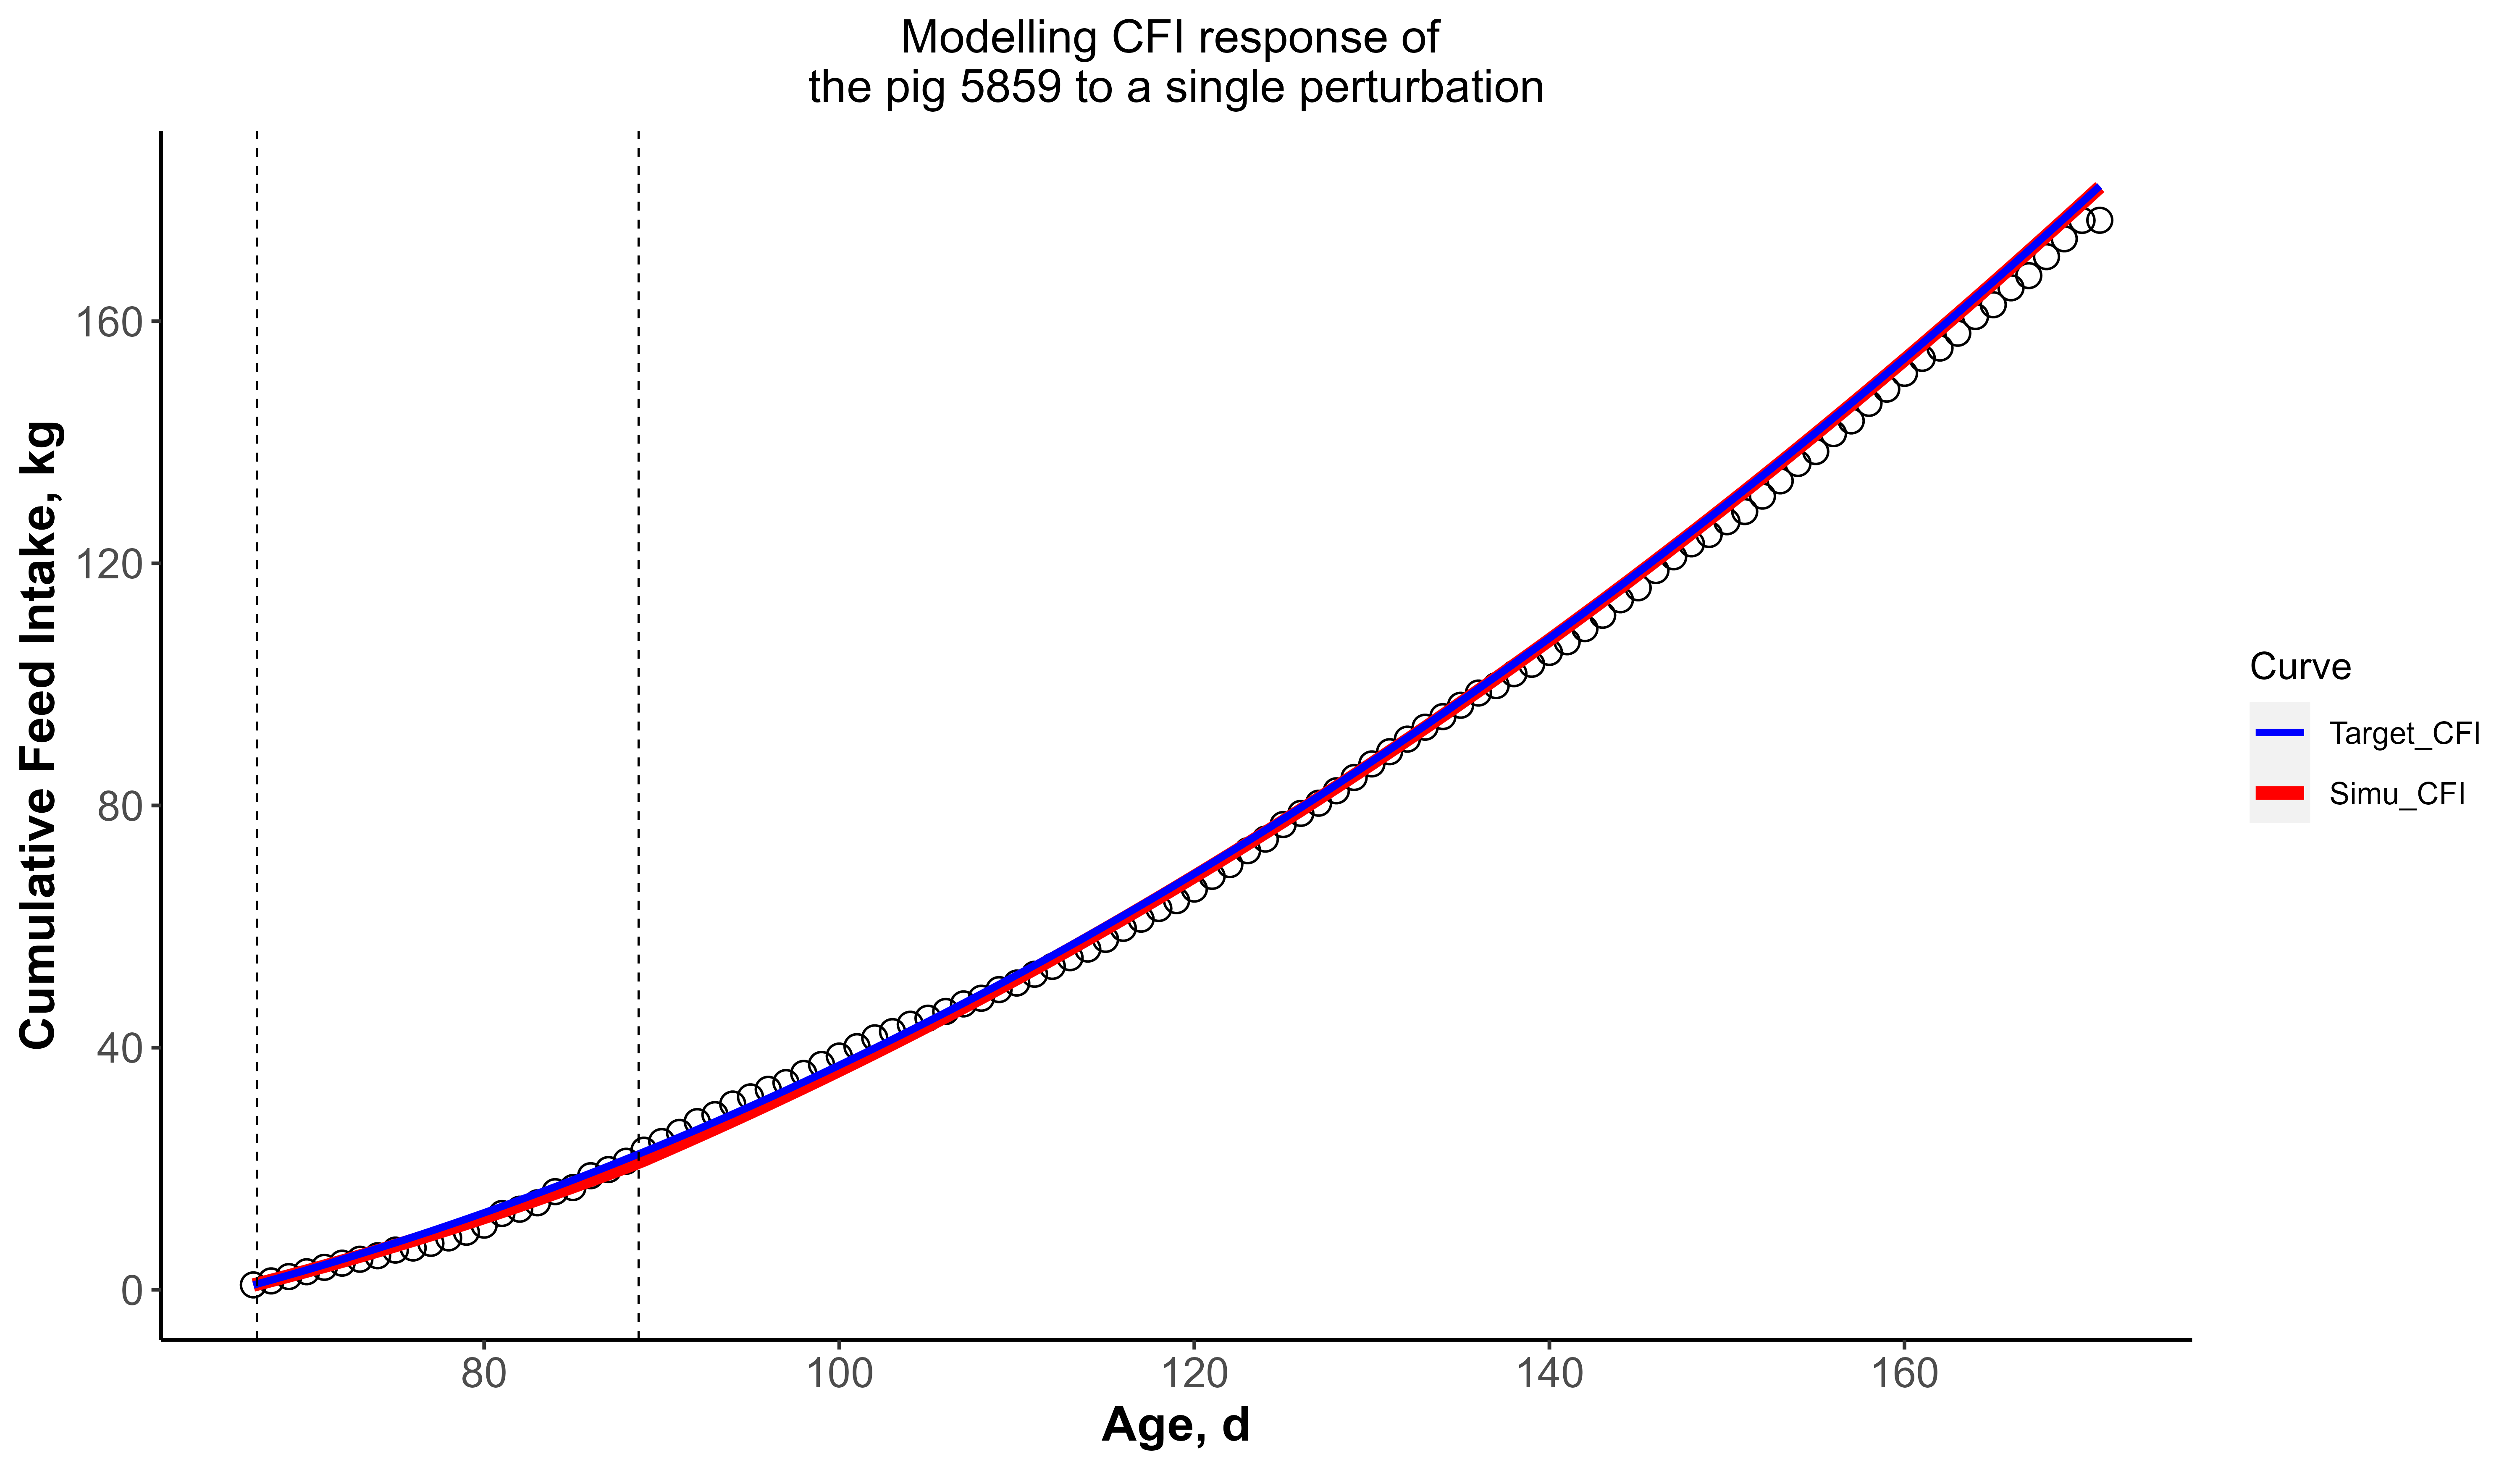 Modelling CFI response of
the pig 5859 to a single perturbation
Cumulative Feed Intake, kg
160
120
80
40
0
80 100 120 140 160
Age, d
Curve
Target_CFI
Simu_CFI